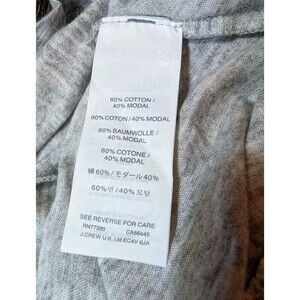 60% COTTON /
40% MODAL
60% COTON / 40% MODAL
60% BAUMWOLLE /
40% MODAL
60% COTONE /
40% MODAL
綿 60% / モダール 40%
60% 면 / 40% 모달
SEE REVERSE FOR CARE
RN77388 CA56445
J.CREW U.K. Ltd EC4V 6JA